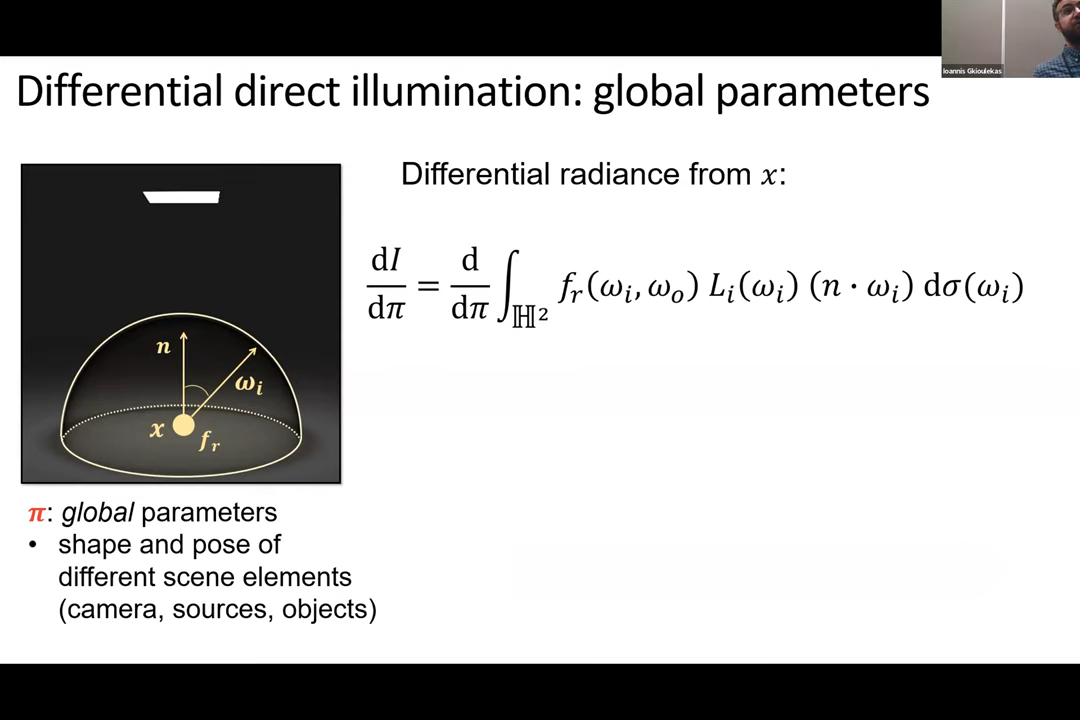 Ioannis Gkioulekas
Differential direct illumination: global parameters
Differential radiance from x:
dI/dπ = d/dπ ∫_ℍ² f_r(ω_i, ω_o) L_i(ω_i) (n · ω_i) dσ(ω_i)
n
ω_i
x
f_r
π: global parameters
• shape and pose of
different scene elements
(camera, sources, objects)